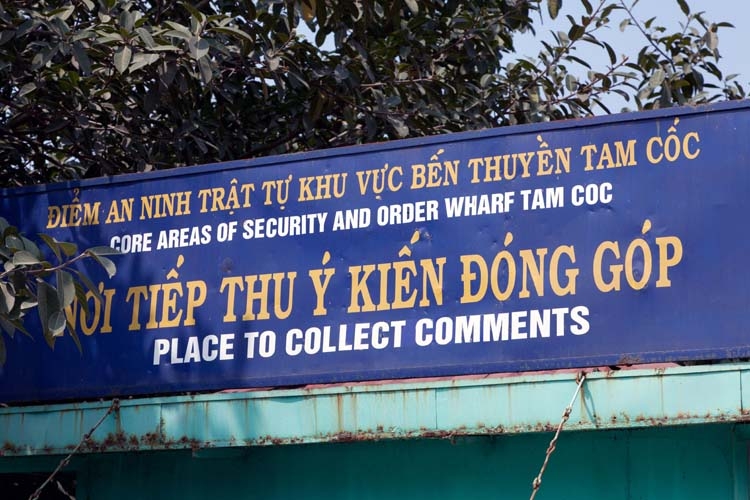 ĐIỂM AN NINH TRẬT TỰ KHU VỰC BẾN THUYỀN TAM CỐC
CORE AREAS OF SECURITY AND ORDER WHARF TAM COC
NƠI TIẾP THU Ý KIẾN ĐÓNG GÓP
PLACE TO COLLECT COMMENTS